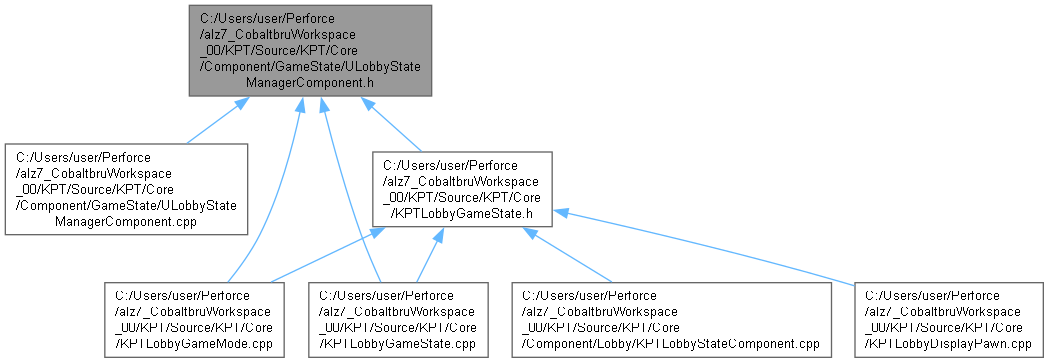 C:/Users/user/Perforce
/alz7_CobaltbruWorkspace
_00/KPT/Source/KPT/Core
/Component/GameState/ULobbyState
ManagerComponent.h
C:/Users/user/Perforce
/alz7_CobaltbruWorkspace
_00/KPT/Source/KPT/Core
/Component/GameState/ULobbyState
ManagerComponent.cpp
C:/Users/user/Perforce
/alz7_CobaltbruWorkspace
_00/KPT/Source/KPT/Core
/KPTLobbyGameState.h
C:/Users/user/Perforce
/alz7_CobaltbruWorkspace
_00/KPT/Source/KPT/Core
/KPTLobbyGameMode.cpp
C:/Users/user/Perforce
/alz7_CobaltbruWorkspace
_00/KPT/Source/KPT/Core
/KPTLobbyGameState.cpp
C:/Users/user/Perforce
/alz7_CobaltbruWorkspace
_00/KPT/Source/KPT/Core
/Component/Lobby/KPTLobbyStateComponent.cpp
C:/Users/user/Perforce
/alz7_CobaltbruWorkspace
_00/KPT/Source/KPT/Core
/KPTLobbyDisplayPawn.cpp